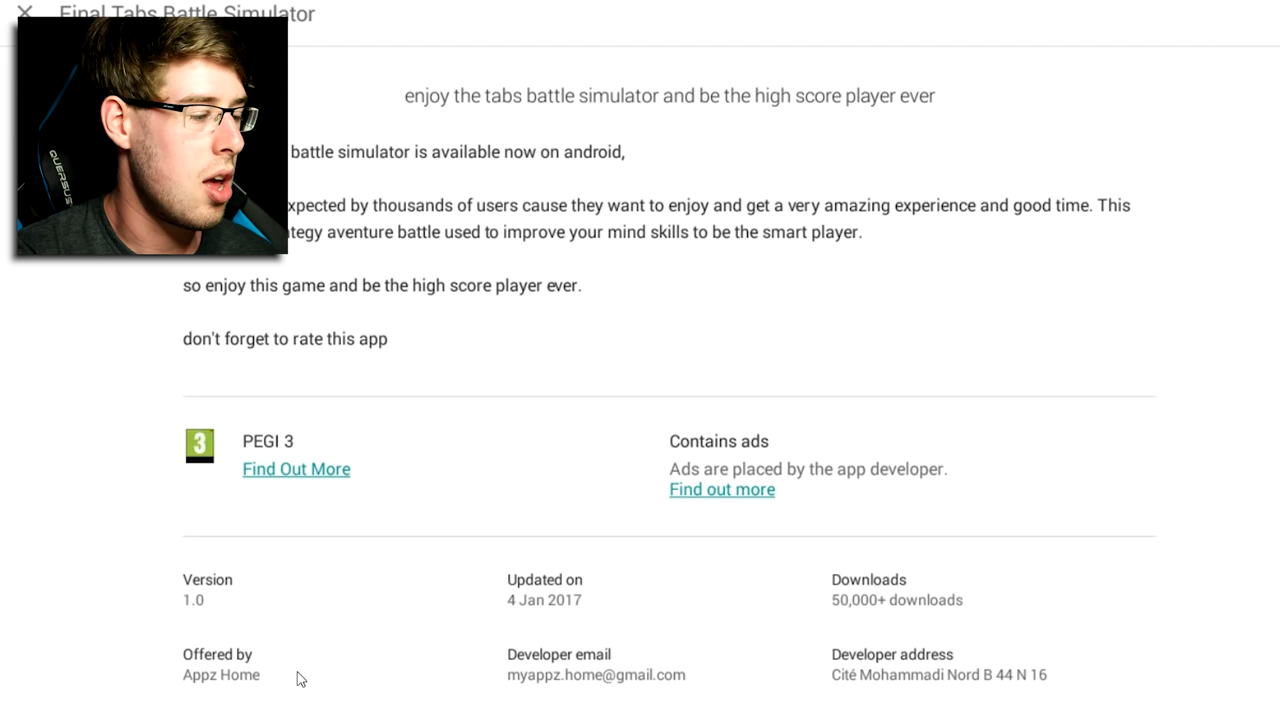 Final Tabs Battle Simulator
enjoy the tabs battle simulator and be the high score player ever
battle simulator is available now on android,
xpected by thousands of users cause they want to enjoy and get a very amazing experience and good time. This
tegy aventure battle used to improve your mind skills to be the smart player.
so enjoy this game and be the high score player ever.
don't forget to rate this app
3
PEGI 3
Find Out More
Contains ads
Ads are placed by the app developer.
Find out more
Version
1.0
Updated on
4 Jan 2017
Downloads
50,000+ downloads
Offered by
Appz Home
Developer email
myappz.home@gmail.com
Developer address
Cité Mohammadi Nord B 44 N 16
QUERSUS